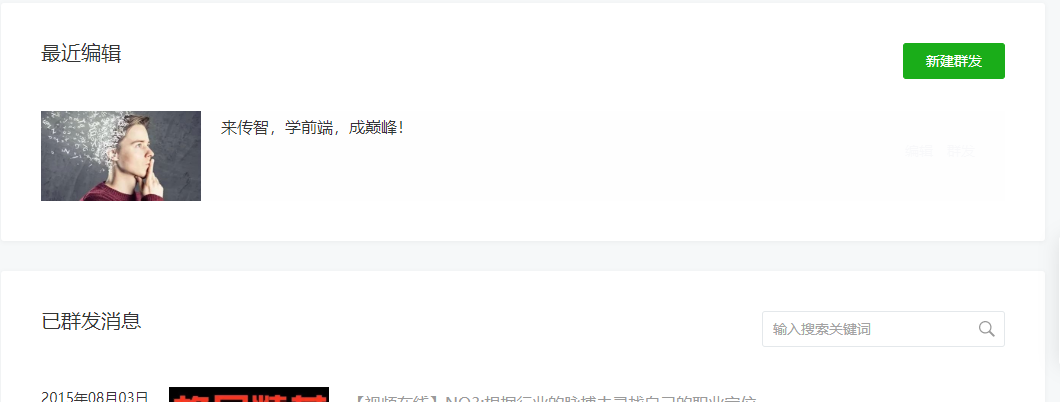 最近编辑
新建群发
来传智，学前端，成巅峰！
编辑 群发
已群发消息
输入搜索关键词
2015年08月03日
【视频在线】NO3:根据行业的脉搏去寻找自己的职业定位